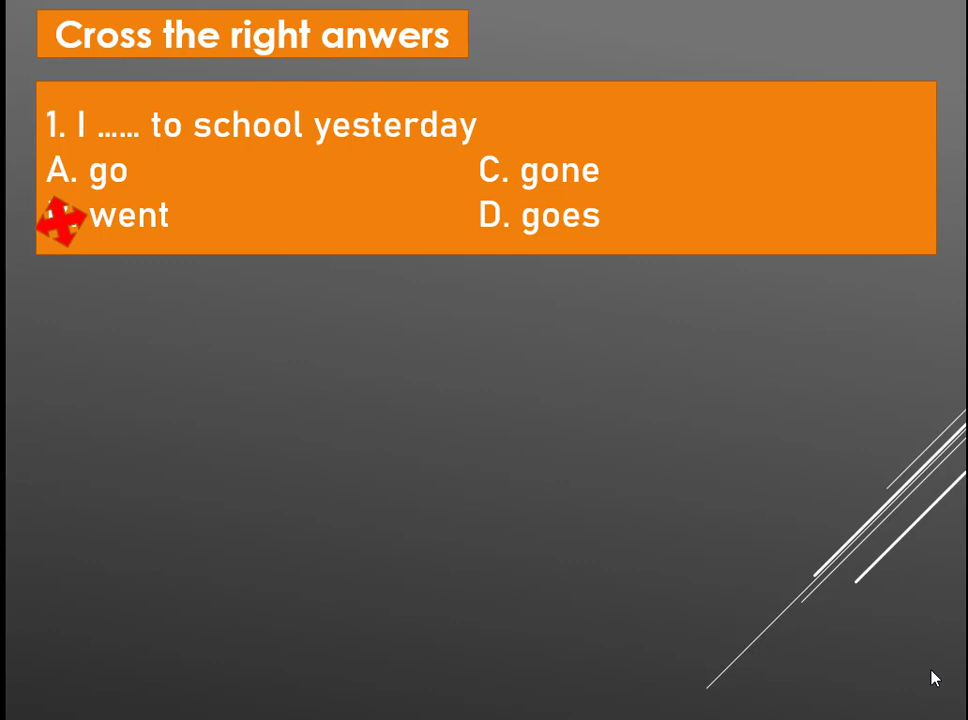 Cross the right anwers
1. I ...... to school yesterday
A. go
C. gone
went
D. goes